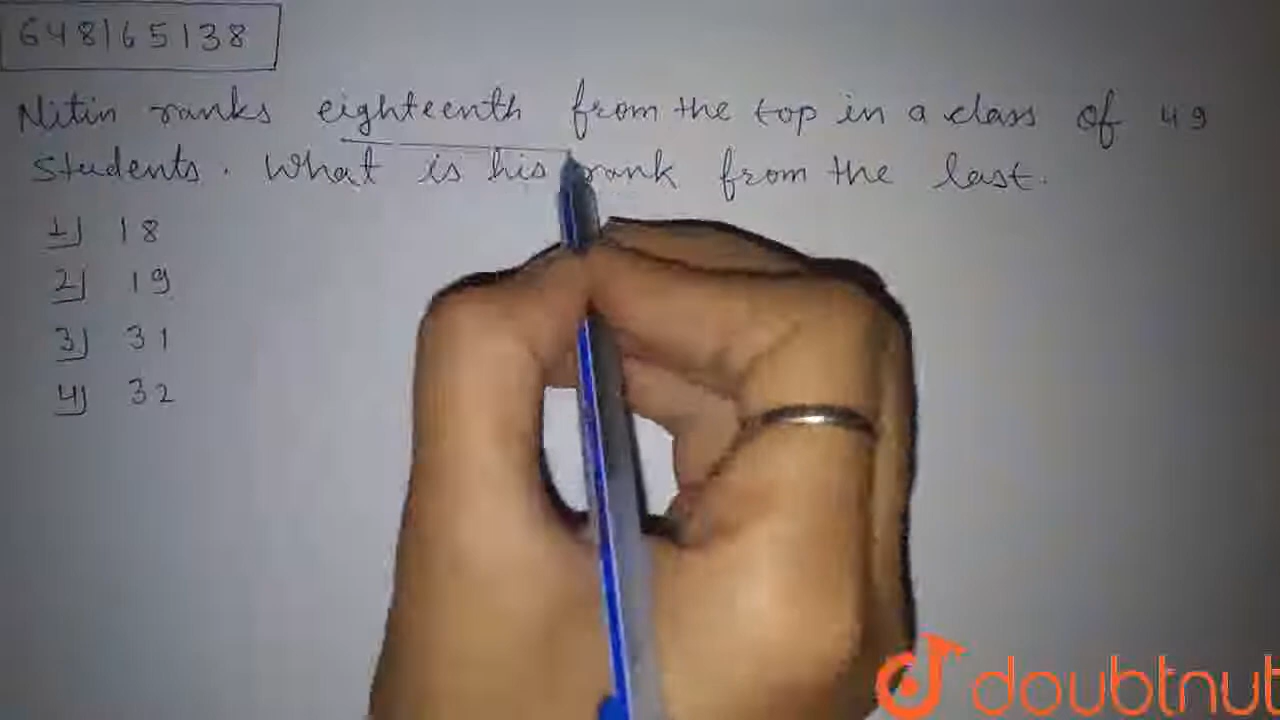 648165138
Nitin ranks eighteenth from the top in a class of 49
students. What is his rank from the last.
1) 18
2) 19
3) 31
4) 32
doubtnut